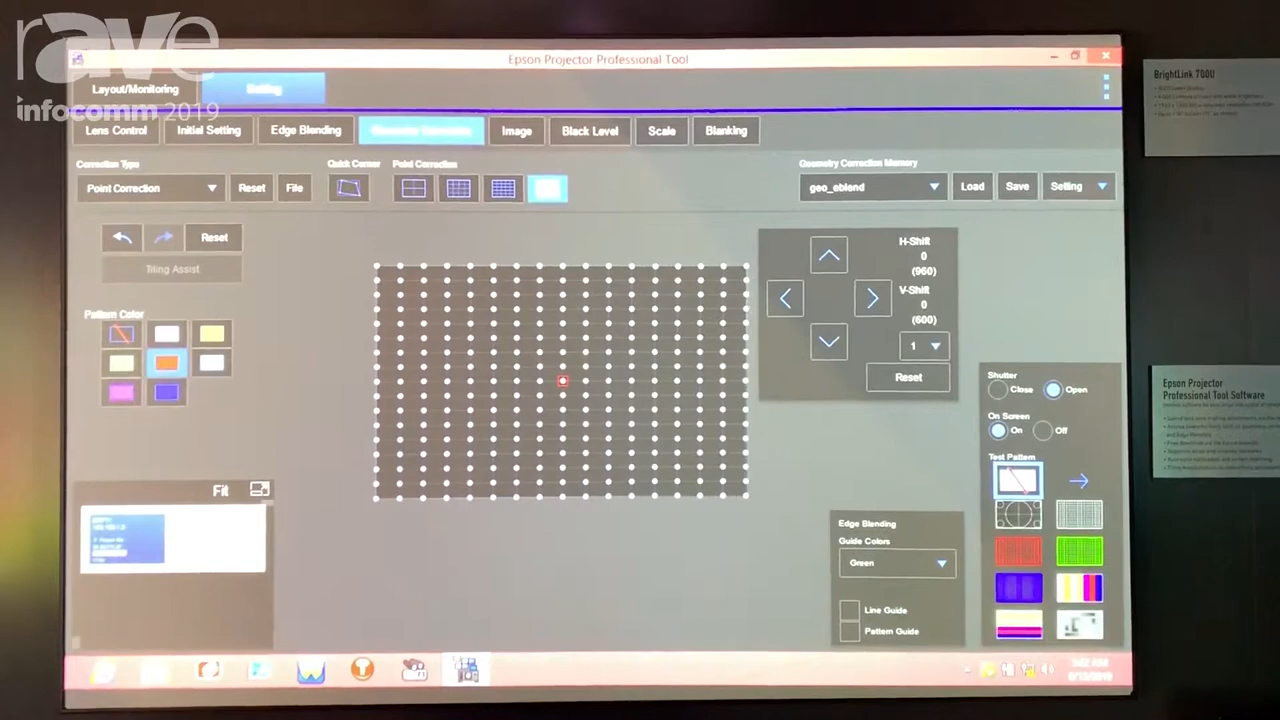 rave
infocomm 2019
Epson Projector Professional Tool
Layout/Monitoring
Setting
Lens Control
Initial Setting
Edge Blending
Image
Black Level
Scale
Blanking
Correction Type
Quick Corner
Point Correction
Geometry Correction Memory
Point Correction
Reset
File
geo_eblend
Load
Save
Setting
Reset
Tiling Assist
Pattern Color
H-Shift
0
(960)
V-Shift
0
(600)
1
Reset
Fit
Shutter
Close
Open
On Screen
On
Off
Test Pattern
Edge Blending
Guide Colors
Green
Line Guide
Pattern Guide
BrightLink 700U
Epson Projector
Professional Tool Software